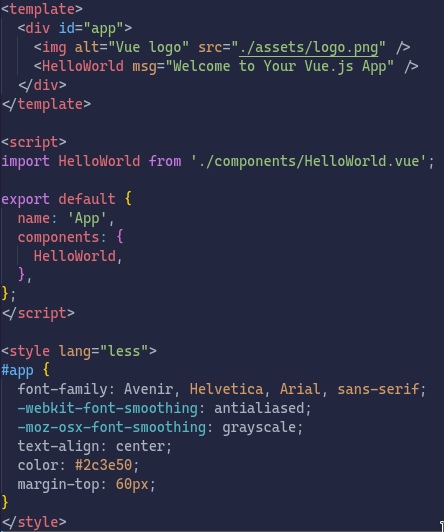 <template>
  <div id="app">
    <img alt="Vue logo" src="./assets/logo.png" />
    <HelloWorld msg="Welcome to Your Vue.js App" />
  </div>
</template>

<script>
import HelloWorld from './components/HelloWorld.vue';

export default {
  name: 'App',
  components: {
    HelloWorld,
  },
};
</script>

<style lang="less">
#app {
  font-family: Avenir, Helvetica, Arial, sans-serif;
  -webkit-font-smoothing: antialiased;
  -moz-osx-font-smoothing: grayscale;
  text-align: center;
  color: #2c3e50;
  margin-top: 60px;
}
</style>